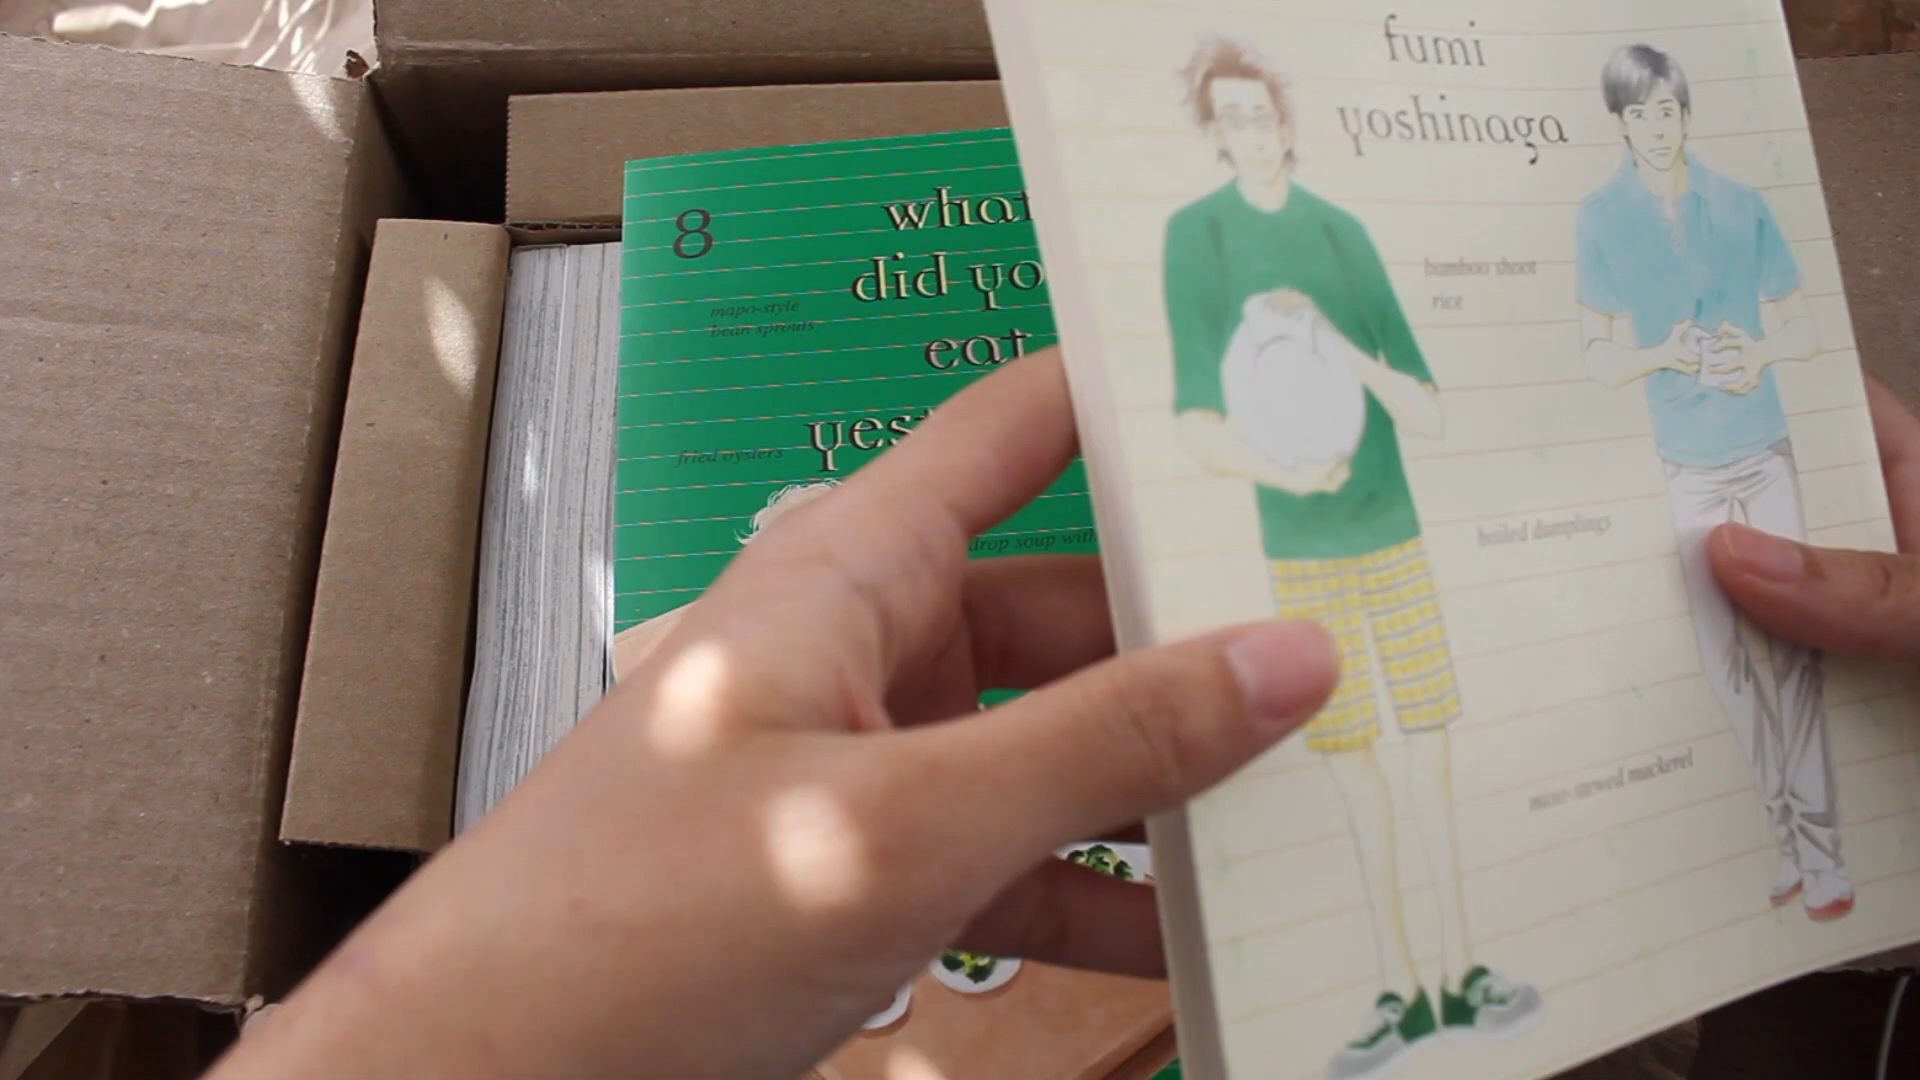 8
what
did yo
eat
yes
mapo-style
bean sprouts
fried oysters
drop soup with
fumi
yoshinaga
bamboo shoot
rice
boiled dumplings
miso-stewed mackerel